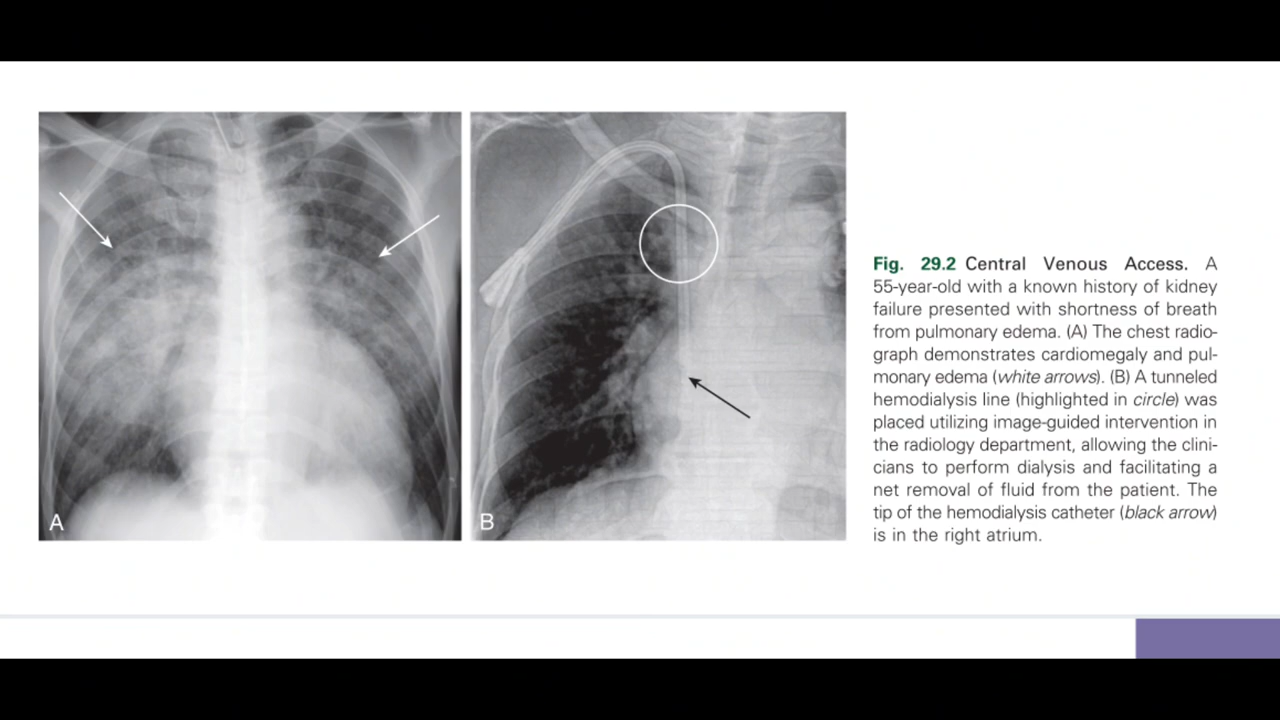 A
B
Fig. 29.2 Central Venous Access. A
55-year-old with a known history of kidney
failure presented with shortness of breath
from pulmonary edema. (A) The chest radio-
graph demonstrates cardiomegaly and pul-
monary edema (white arrows). (B) A tunneled
hemodialysis line (highlighted in circle) was
placed utilizing image-guided intervention in
the radiology department, allowing the clini-
cians to perform dialysis and facilitating a
net removal of fluid from the patient. The
tip of the hemodialysis catheter (black arrow)
is in the right atrium.